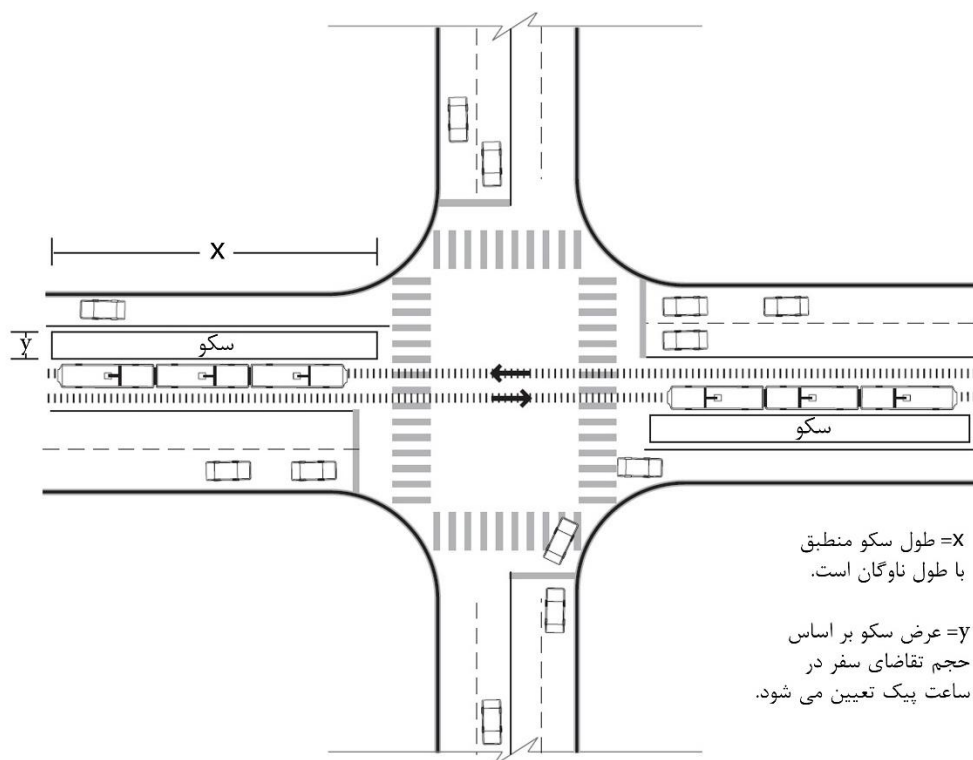 x
y
سکو
سکو
x= طول سکو منطبق
با طول ناوگان است.
y= عرض سکو بر اساس
حجم تقاضای سفر در
ساعت پیک تعیین می شود.